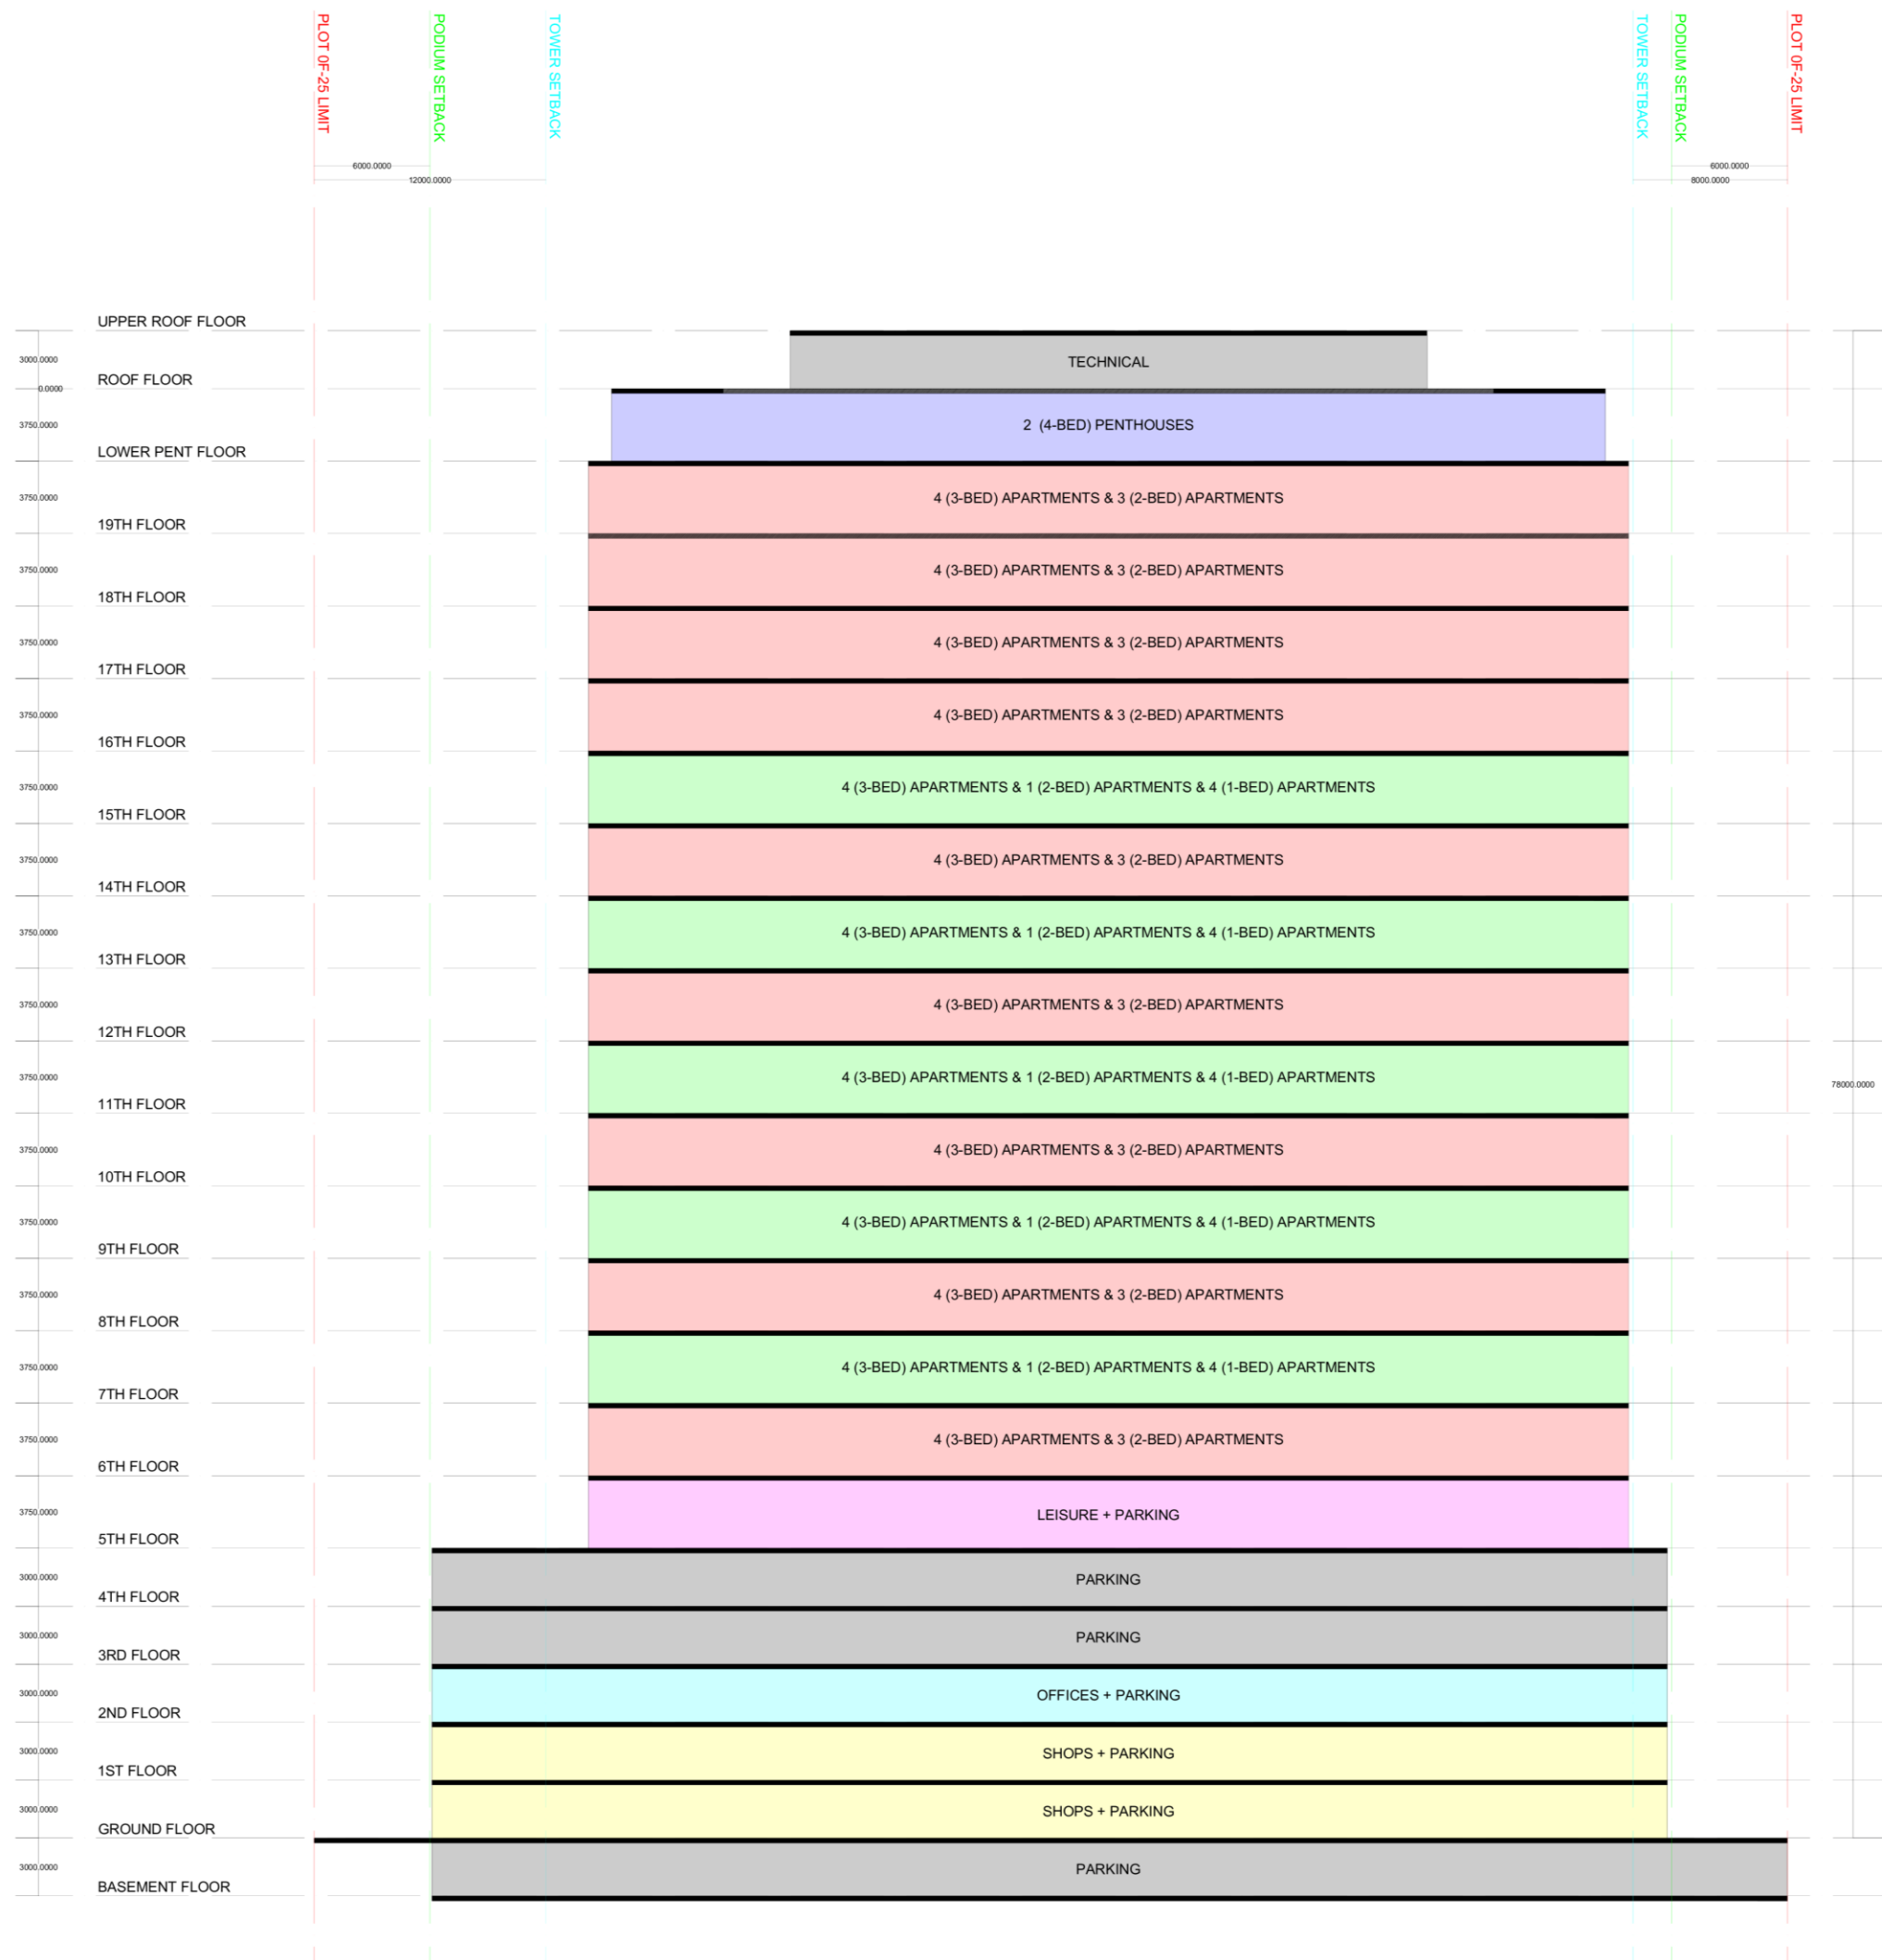 PLOT 0F-25 LIMIT
PODIUM SETBACK
TOWER SETBACK
TOWER SETBACK
PODIUM SETBACK
PLOT 0F-25 LIMIT
6000.0000
12000.0000
6000.0000
8000.0000
UPPER ROOF FLOOR
3000.0000
TECHNICAL
ROOF FLOOR
0.0000
3750.0000
2 (4-BED) PENTHOUSES
LOWER PENT FLOOR
3750.0000
4 (3-BED) APARTMENTS & 3 (2-BED) APARTMENTS
19TH FLOOR
3750.0000
4 (3-BED) APARTMENTS & 3 (2-BED) APARTMENTS
18TH FLOOR
3750.0000
4 (3-BED) APARTMENTS & 3 (2-BED) APARTMENTS
17TH FLOOR
3750.0000
4 (3-BED) APARTMENTS & 3 (2-BED) APARTMENTS
16TH FLOOR
3750.0000
4 (3-BED) APARTMENTS & 1 (2-BED) APARTMENTS & 4 (1-BED) APARTMENTS
15TH FLOOR
3750.0000
4 (3-BED) APARTMENTS & 3 (2-BED) APARTMENTS
14TH FLOOR
3750.0000
4 (3-BED) APARTMENTS & 1 (2-BED) APARTMENTS & 4 (1-BED) APARTMENTS
13TH FLOOR
3750.0000
4 (3-BED) APARTMENTS & 3 (2-BED) APARTMENTS
12TH FLOOR
3750.0000
4 (3-BED) APARTMENTS & 1 (2-BED) APARTMENTS & 4 (1-BED) APARTMENTS
78000.0000
11TH FLOOR
3750.0000
4 (3-BED) APARTMENTS & 3 (2-BED) APARTMENTS
10TH FLOOR
3750.0000
4 (3-BED) APARTMENTS & 1 (2-BED) APARTMENTS & 4 (1-BED) APARTMENTS
9TH FLOOR
3750.0000
4 (3-BED) APARTMENTS & 3 (2-BED) APARTMENTS
8TH FLOOR
3750.0000
4 (3-BED) APARTMENTS & 1 (2-BED) APARTMENTS & 4 (1-BED) APARTMENTS
7TH FLOOR
3750.0000
4 (3-BED) APARTMENTS & 3 (2-BED) APARTMENTS
6TH FLOOR
3750.0000
LEISURE + PARKING
5TH FLOOR
3000.0000
PARKING
4TH FLOOR
3000.0000
PARKING
3RD FLOOR
3000.0000
OFFICES + PARKING
2ND FLOOR
3000.0000
SHOPS + PARKING
1ST FLOOR
3000.0000
SHOPS + PARKING
GROUND FLOOR
3000.0000
PARKING
BASEMENT FLOOR